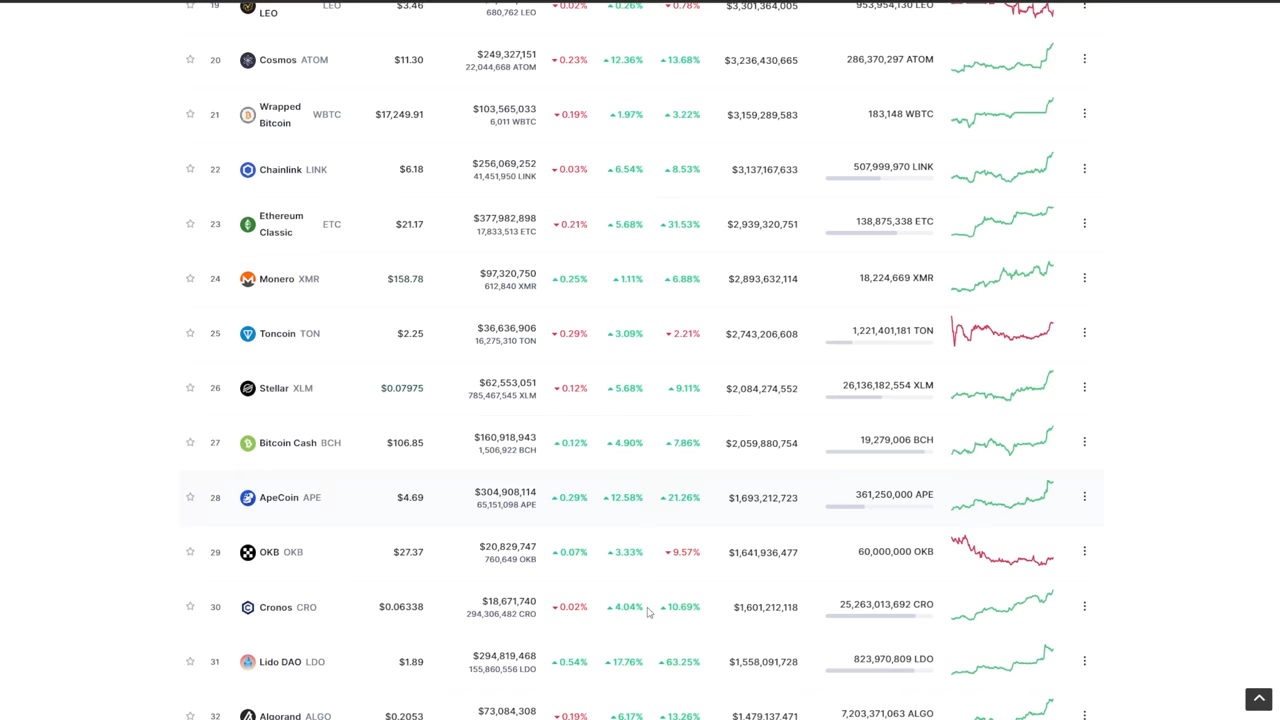 19 LEO LEO $3.46 680,762 LEO 0.02% 0.26% 0.78% $3,301,364,005 953,954,130 LEO
20 Cosmos ATOM $11.30 $249,327,151 22,044,668 ATOM 0.23% 12.36% 13.68% $3,236,430,665 286,370,297 ATOM
21 Wrapped Bitcoin WBTC $17,249.91 $103,565,033 6,011 WBTC 0.19% 1.97% 3.22% $3,159,289,583 183,148 WBTC
22 Chainlink LINK $6.18 $256,069,252 41,451,950 LINK 0.03% 6.54% 8.53% $3,137,167,633 507,999,970 LINK
23 Ethereum Classic ETC $21.17 $377,982,898 17,833,513 ETC 0.21% 5.68% 31.53% $2,939,320,751 138,875,338 ETC
24 Monero XMR $158.78 $97,320,750 612,840 XMR 0.25% 1.11% 6.88% $2,893,632,114 18,224,669 XMR
25 Toncoin TON $2.25 $36,636,906 16,275,310 TON 0.29% 3.09% 2.21% $2,743,206,608 1,221,401,181 TON
26 Stellar XLM $0.07975 $62,553,051 785,467,545 XLM 0.12% 5.68% 9.11% $2,084,274,552 26,136,182,554 XLM
27 Bitcoin Cash BCH $106.85 $160,918,943 1,506,922 BCH 0.12% 4.90% 7.86% $2,059,880,754 19,279,006 BCH
28 ApeCoin APE $4.69 $304,908,114 65,151,098 APE 0.29% 12.58% 21.26% $1,693,212,723 361,250,000 APE
29 OKB OKB $27.37 $20,829,747 760,649 OKB 0.07% 3.33% 9.57% $1,641,936,477 60,000,000 OKB
30 Cronos CRO $0.06338 $18,671,740 294,306,482 CRO 0.02% 4.04% 10.69% $1,601,212,118 25,263,013,692 CRO
31 Lido DAO LDO $1.89 $294,819,468 155,860,556 LDO 0.54% 17.76% 63.25% $1,558,091,728 823,970,809 LDO
32 Algorand ALGO $0.2053 $73,084,308 0.19% 6.17% 13.26% $1,479,137,471 7,203,371,063 ALGO